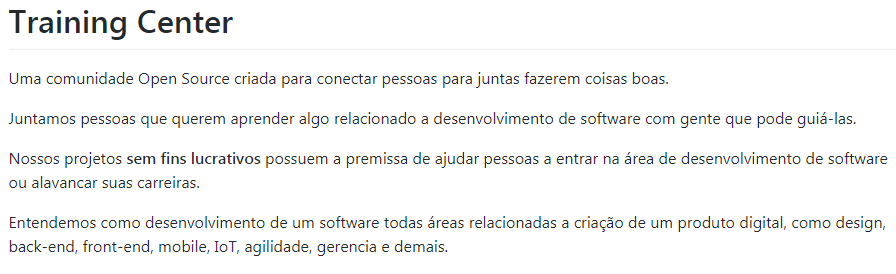 Training Center
Uma comunidade Open Source criada para conectar pessoas para juntas fazerem coisas boas.
Juntamos pessoas que querem aprender algo relacionado a desenvolvimento de software com gente que pode guiá-las.
Nossos projetos sem fins lucrativos possuem a premissa de ajudar pessoas a entrar na área de desenvolvimento de software
ou alavancar suas carreiras.
Entendemos como desenvolvimento de um software todas áreas relacionadas a criação de um produto digital, como design,
back-end, front-end, mobile, IoT, agilidade, gerencia e demais.